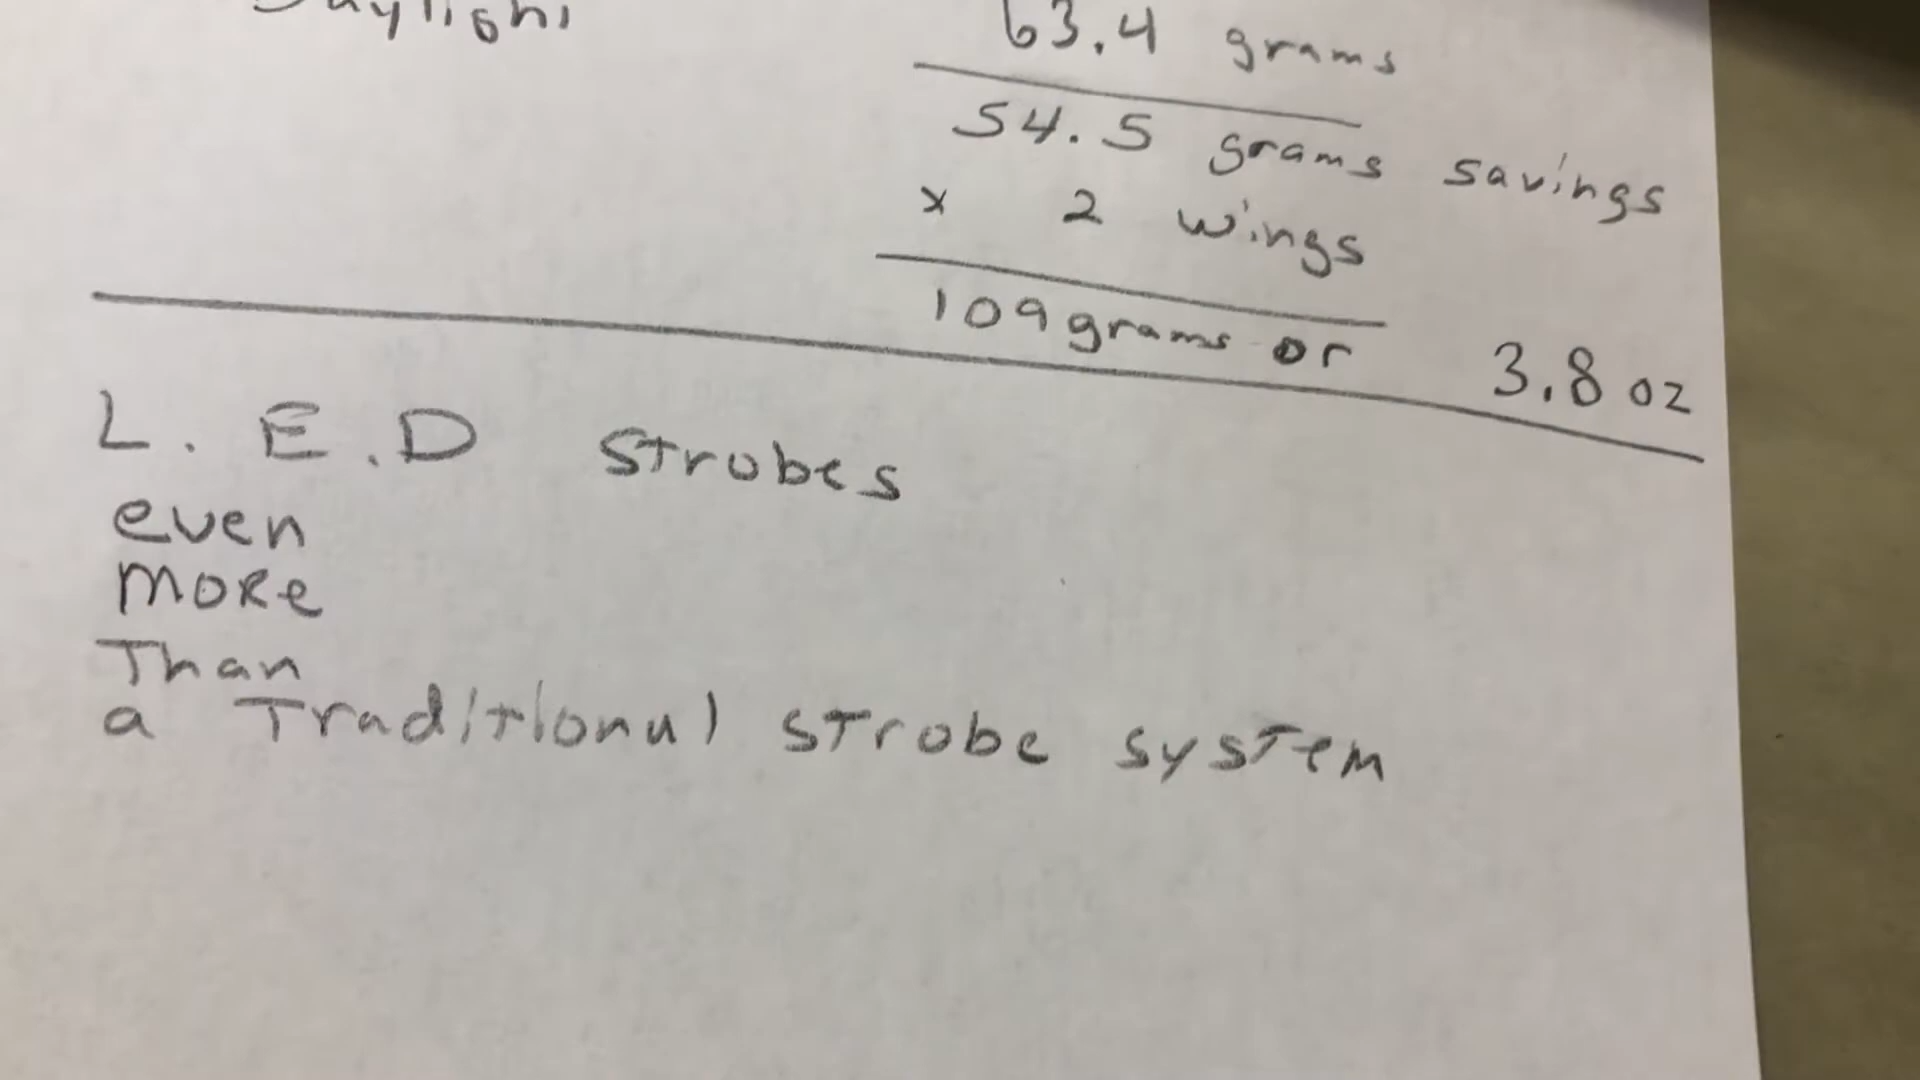 Daylight
63.4 grams
54.5 grams savings
x 2 wings
109 grams or 3.8 oz
L. E.D Strobes
even
more
Than
a Traditional strobe system